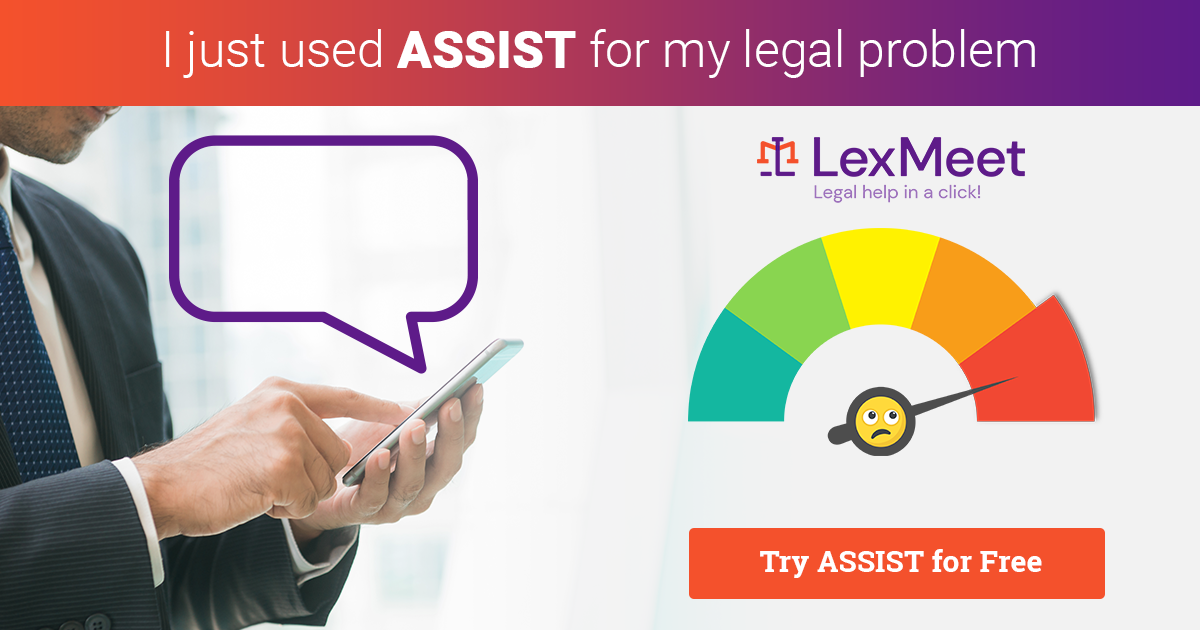 I just used ASSIST for my legal problem
LexMeet
Legal help in a click!
Try ASSIST for Free